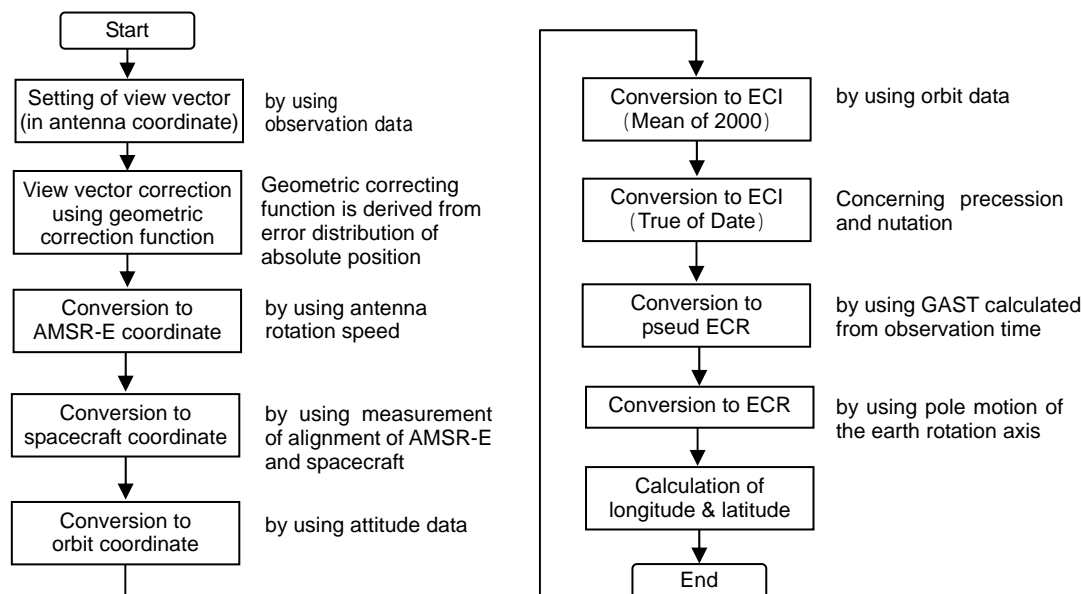 Start
Setting of view vector
(in antenna coordinate)
by using
observation data
View vector correction
using geometric
correction function
Geometric correcting
function is derived from
error distribution of
absolute position
Conversion to
AMSR-E coordinate
by using antenna
rotation speed
Conversion to
spacecraft coordinate
by using measurement
of alignment of AMSR-E
and spacecraft
Conversion to
orbit coordinate
by using attitude data
Conversion to ECI
(Mean of 2000)
by using orbit data
Conversion to ECI
(True of Date)
Concerning precession
and nutation
Conversion to
pseud ECR
by using GAST calculated
from observation time
Conversion to ECR
by using pole motion of
the earth rotation axis
Calculation of
longitude & latitude
End